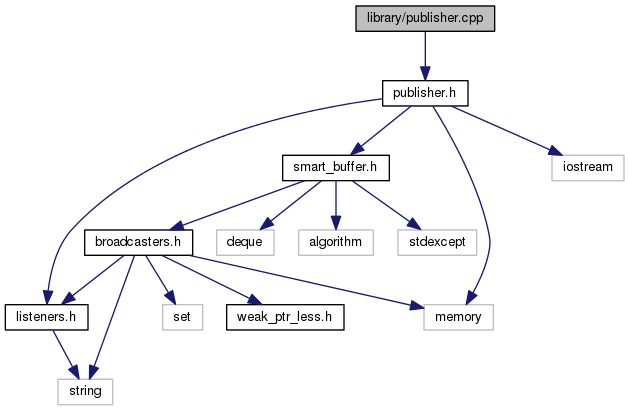 library/publisher.cpp
publisher.h
smart_buffer.h
iostream
broadcasters.h
deque
algorithm
stdexcept
listeners.h
set
weak_ptr_less.h
memory
string